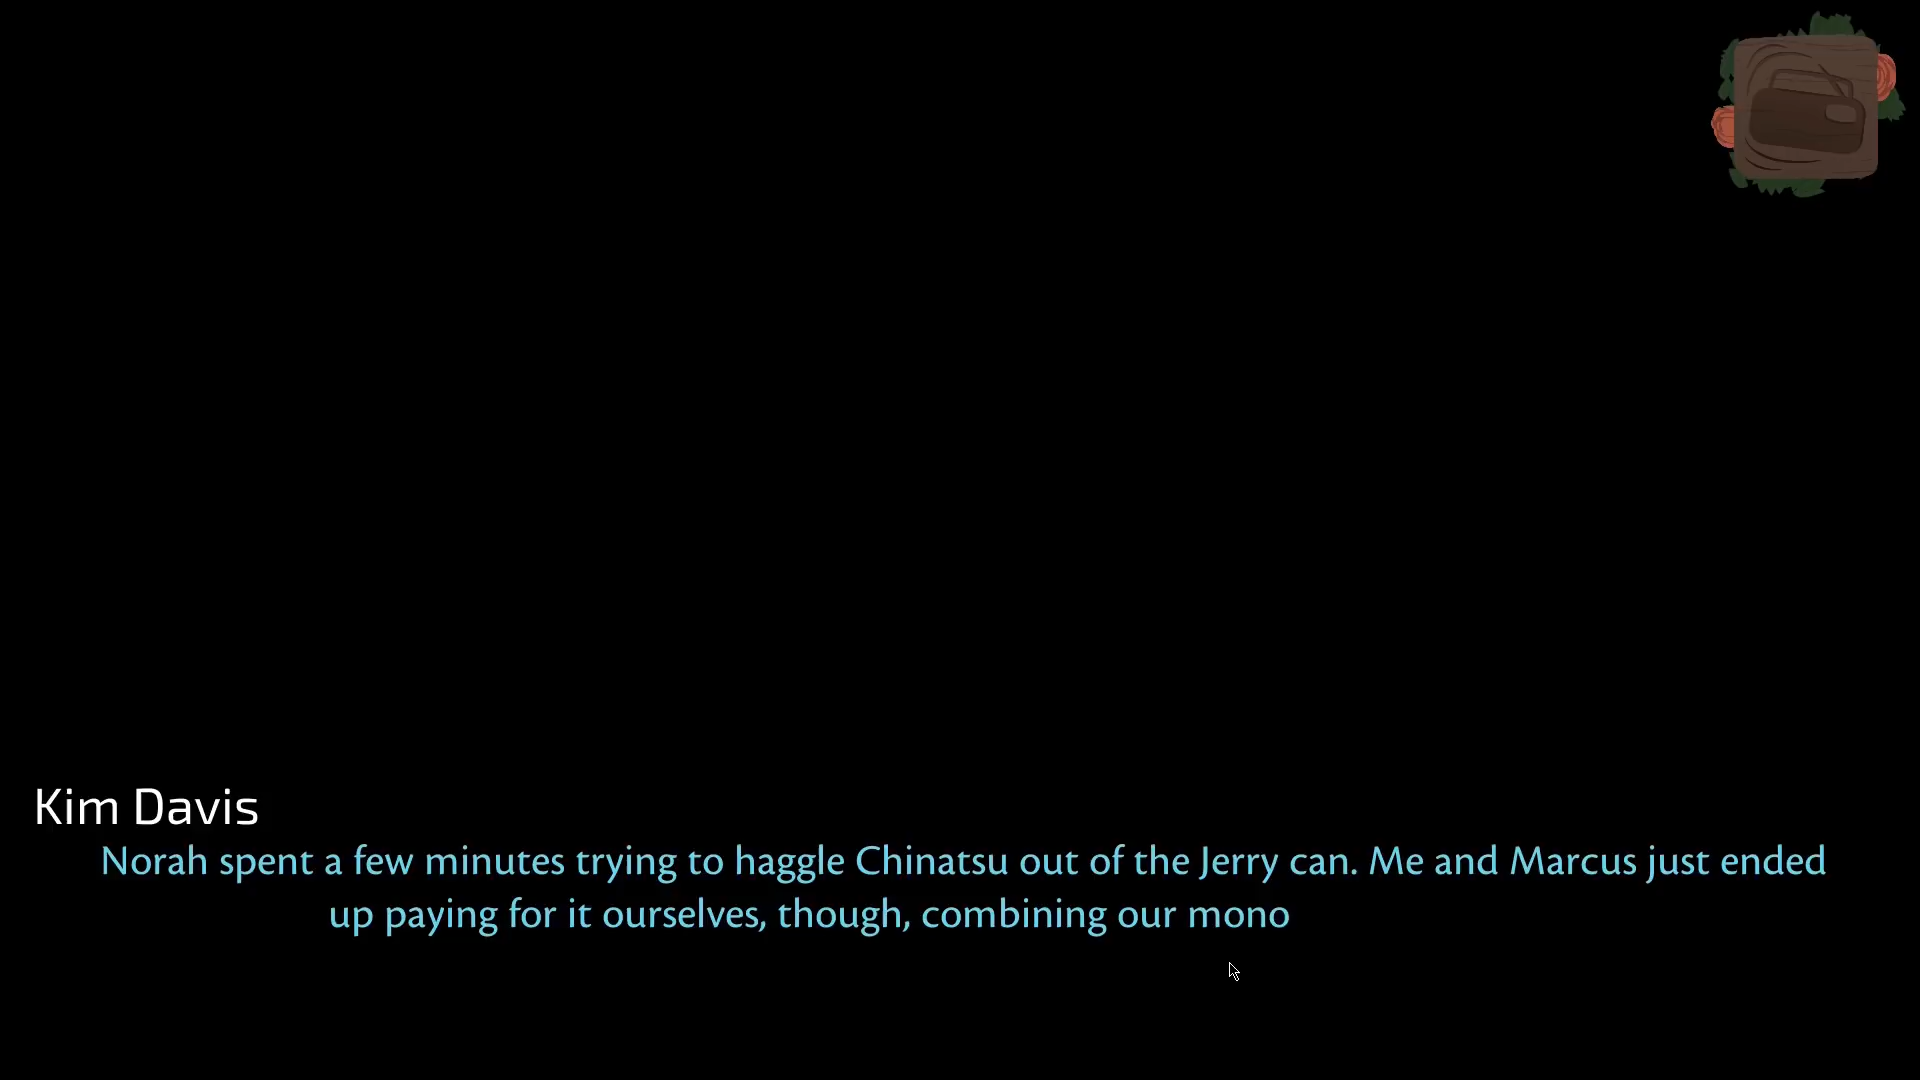 Kim Davis
Norah spent a few minutes trying to haggle Chinatsu out of the Jerry can. Me and Marcus just ended
up paying for it ourselves, though, combining our mono